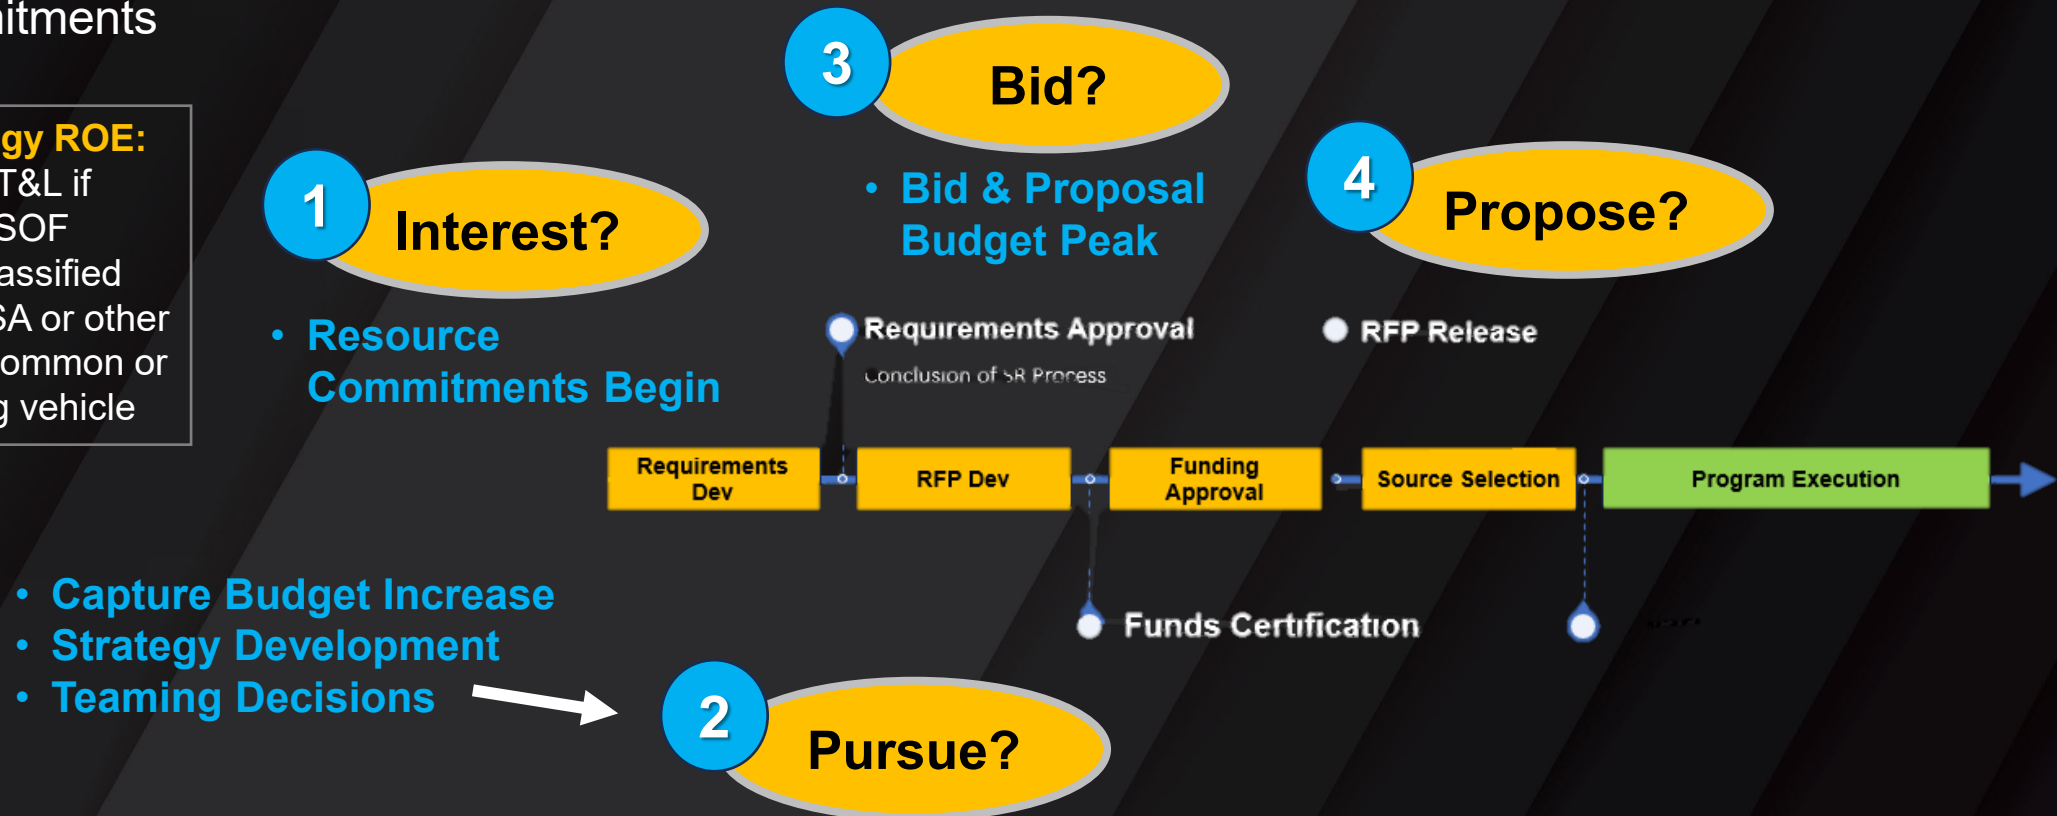 nitments
gy ROE:
T&L if
SOF
assified
SA or other
ommon or
g vehicle
1
Interest?
• Resource
Commitments Begin
3
Bid?
• Bid & Proposal
Budget Peak
4
Propose?
Requirements Approval
Conclusion of SR Process
RFP Release
Requirements
Dev
RFP Dev
Funding
Approval
Source Selection
Program Execution
Funds Certification
• Capture Budget Increase
• Strategy Development
• Teaming Decisions
2
Pursue?